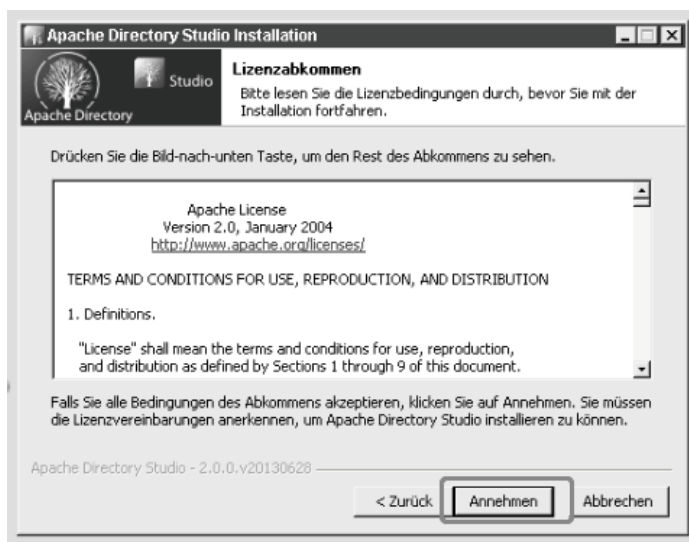 Apache Directory Studio Installation
Studio
Apache Directory
Lizenzabkommen
Bitte lesen Sie die Lizenzbedingungen durch, bevor Sie mit der
Installation fortfahren.
Drücken Sie die Bild-nach-unten Taste, um den Rest des Abkommens zu sehen.
Apache License
Version 2.0, January 2004
http://www.apache.org/licenses/
TERMS AND CONDITIONS FOR USE, REPRODUCTION, AND DISTRIBUTION
1. Definitions.
"License" shall mean the terms and conditions for use, reproduction,
and distribution as defined by Sections 1 through 9 of this document.
Falls Sie alle Bedingungen des Abkommens akzeptieren, klicken Sie auf Annehmen. Sie müssen
die Lizenzvereinbarungen anerkennen, um Apache Directory Studio installieren zu können.
Apache Directory Studio - 2.0.0.v20130628
< Zurück Annehmen Abbrechen